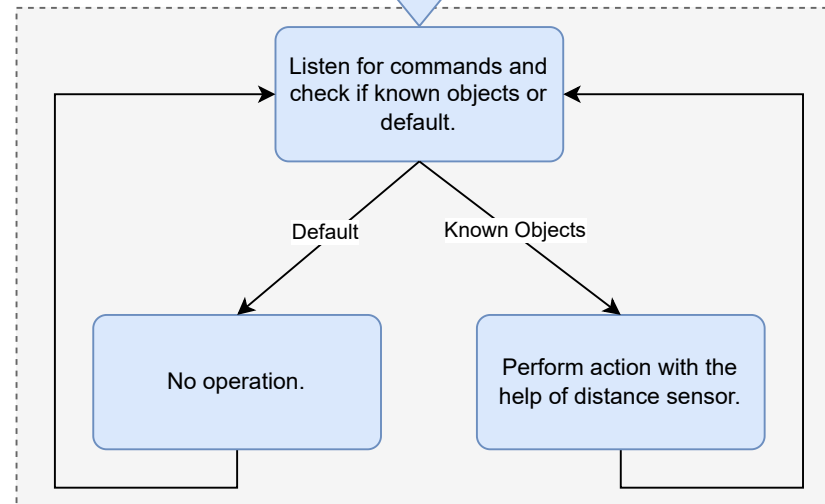 Listen for commands and
check if known objects or
default.
Default
Known Objects
No operation.
Perform action with the
help of distance sensor.